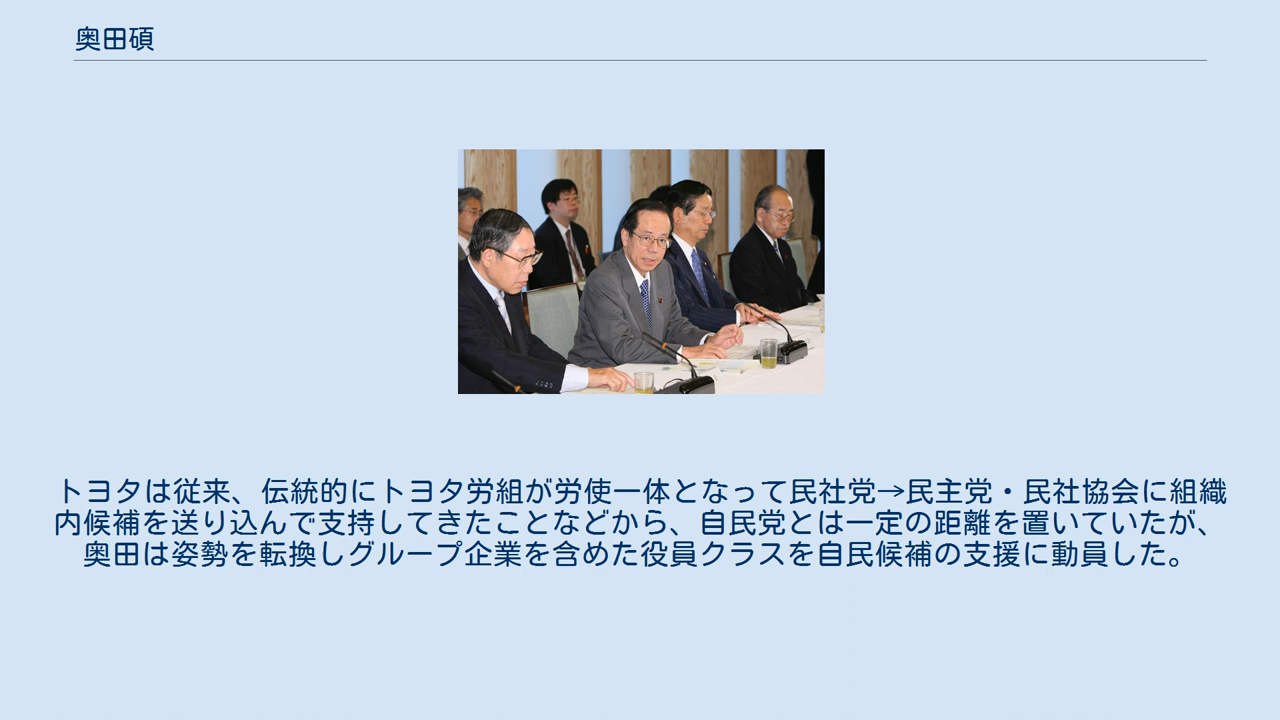 奥田碩
トヨタは従来、伝統的にトヨタ労組が労使一体となって民社党→民主党・民社協会に組織
内候補を送り込んで支持してきたことなどから、自民党とは一定の距離を置いていたが、
奥田は姿勢を転換しグループ企業を含めた役員クラスを自民候補の支援に動員した。